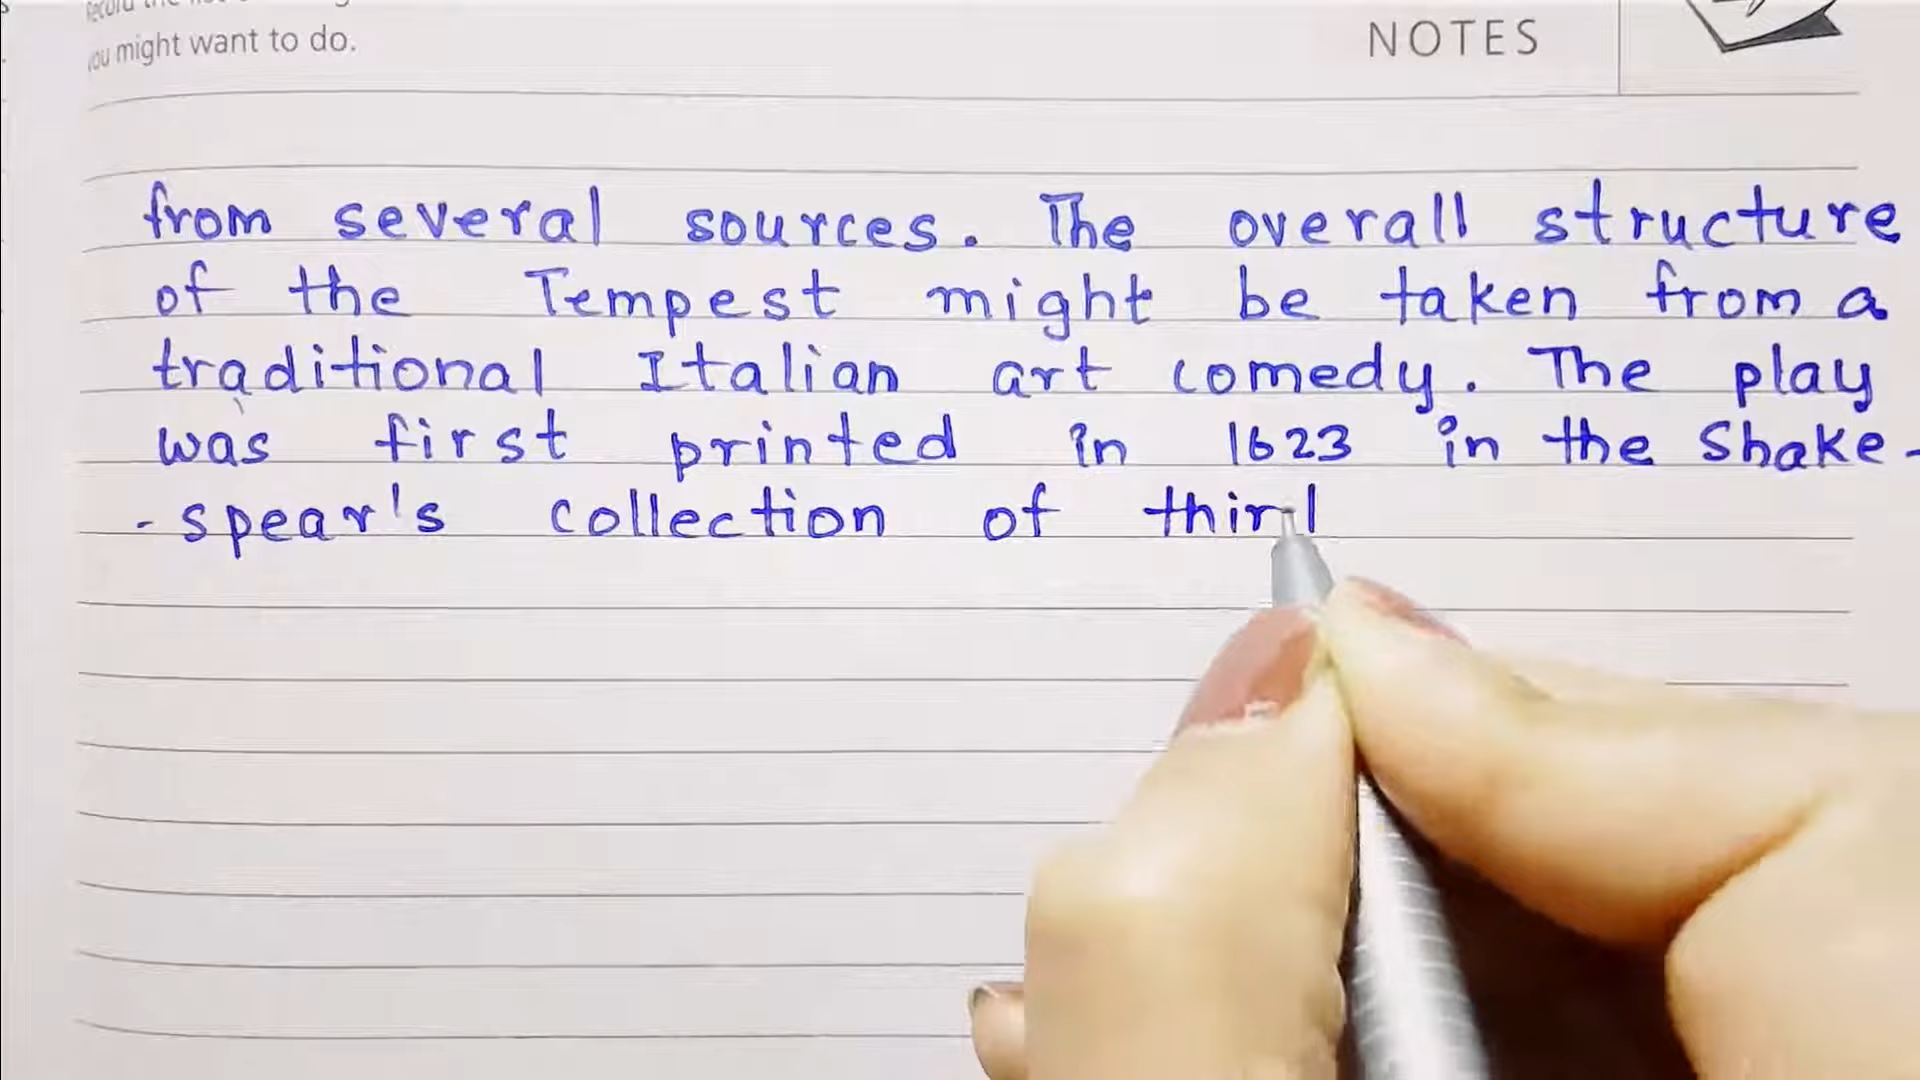 you might want to do.
NOTES
from several sources. The overall structure
of the Tempest might be taken from a
traditional Italian art comedy. The play
was first printed in 1623 in the Shake-
-spear's collection of